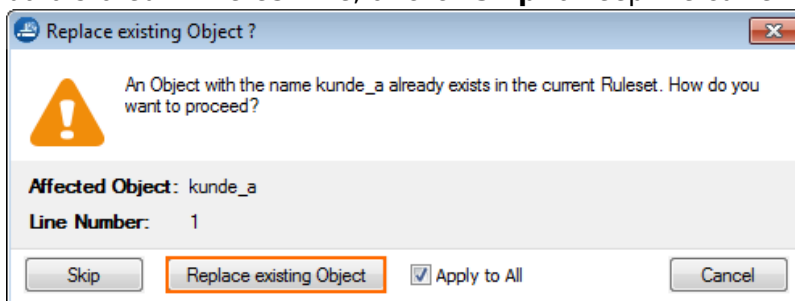 Replace existing Object ?
An Object with the name kunde_a already exists in the current Ruleset. How do you
want to proceed?
Affected Object: kunde_a
Line Number: 1
Skip Replace existing Object Apply to All Cancel